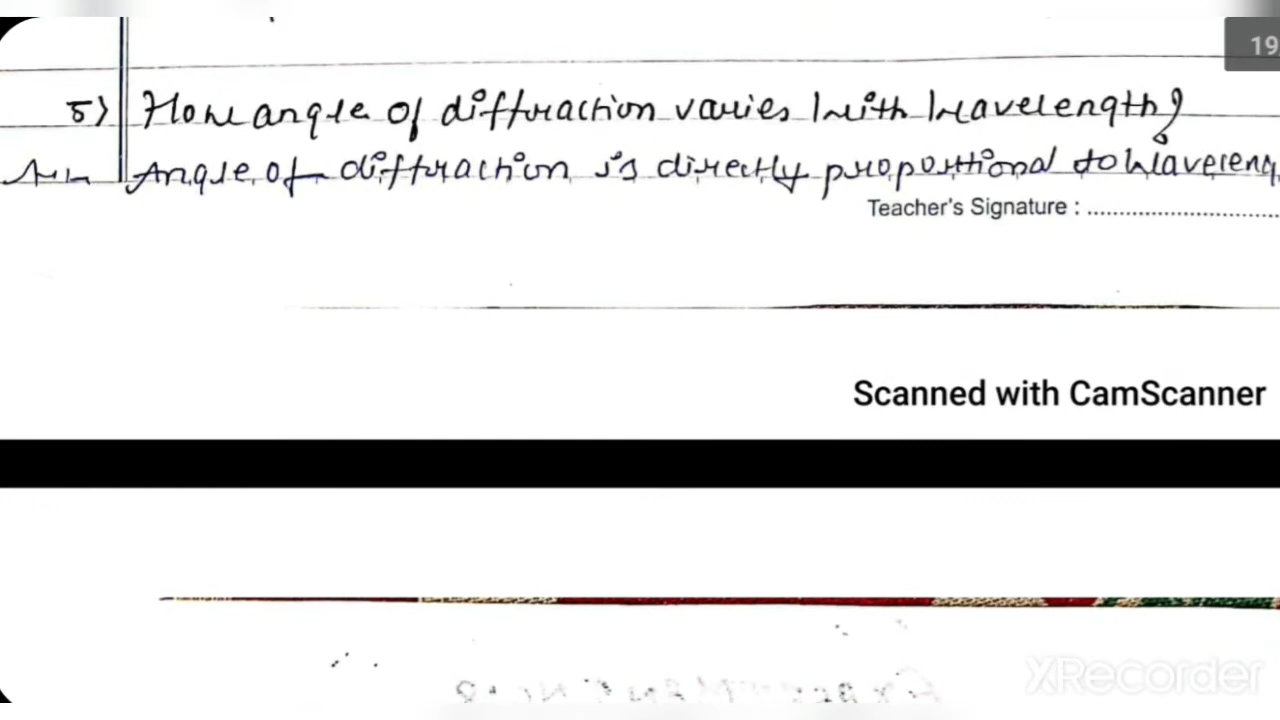 19
5) How angle of diffraction varies with wavelength?
Ans Angle of diffraction is directly proportional to waveleng
Teacher's Signature :
Scanned with CamScanner
XRecorder